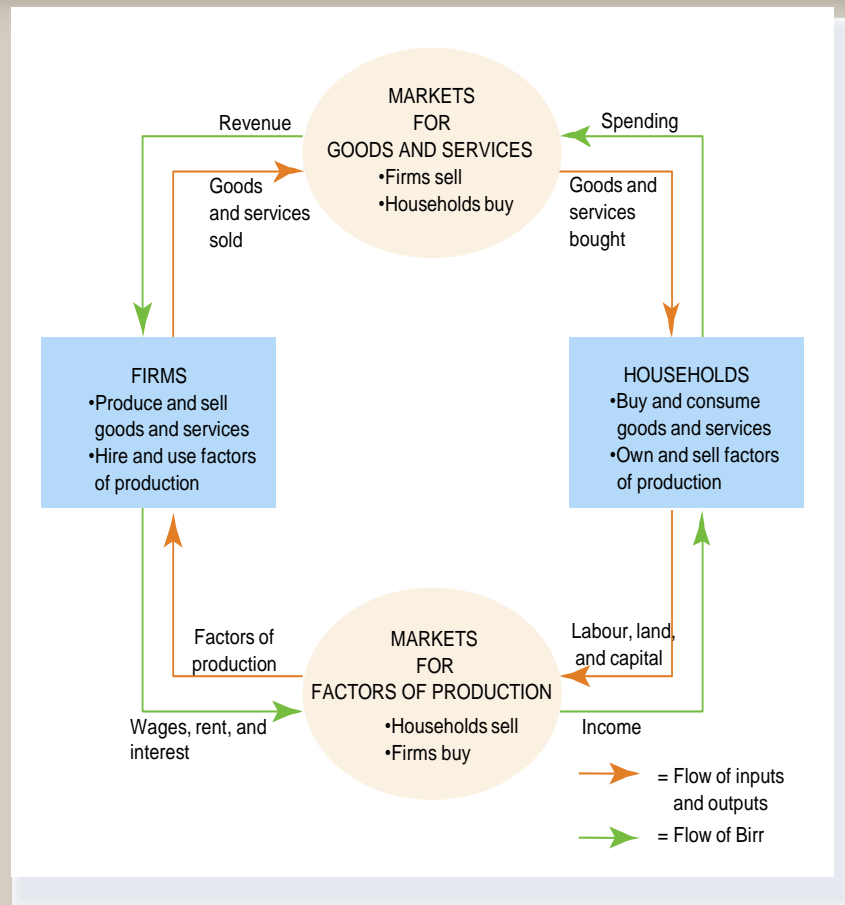 MARKETS
FOR
GOODS AND SERVICES
•Firms sell
•Households buy
Revenue
Goods
and services
sold
Spending
Goods and
services
bought
FIRMS
•Produce and sell
goods and services
•Hire and use factors
of production
HOUSEHOLDS
•Buy and consume
goods and services
•Own and sell factors
of production
Factors of
production
Wages, rent, and
interest
MARKETS
FOR
FACTORS OF PRODUCTION
•Households sell
•Firms buy
Labour, land,
and capital
Income
= Flow of inputs
and outputs
= Flow of Birr